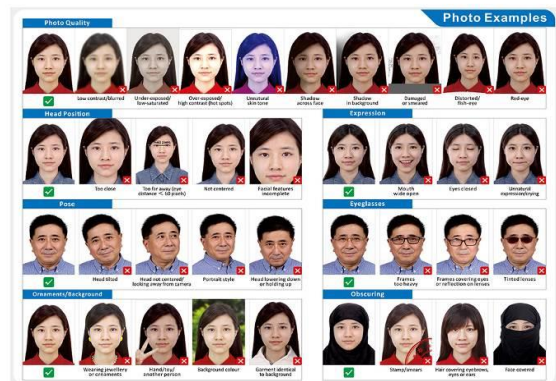 Photo Examples
Photo Quality
Low contrast/blurred
Under-exposed/
low-saturated
Over-exposed/
high contrast (hot spots)
Unnatural
skin tone
Shadow
across face
Shadow
in background
Damaged
or smeared
Distorted/
fish-eye
Red-eye
Head Position
Too close
Too far away (eye
distance < 60 pixels)
Not centered
Facial features
incomplete
Expression
Mouth
wide open
Eyes closed
Unnatural
expression/crying
Pose
Head tilted
Head not centered/
looking away from camera
Portrait style
Head lowering down
or holding up
Eyeglasses
Frames
too heavy
Frames covering eyes
or reflection on lenses
Tinted lenses
Ornaments/Background
Wearing jewellery
or ornaments
Hand/toy/
another person
Background colour
Garment identical
to background
Obscuring
Stamp/smears
Hair covering eyebrows,
eyes or ears
Face covered